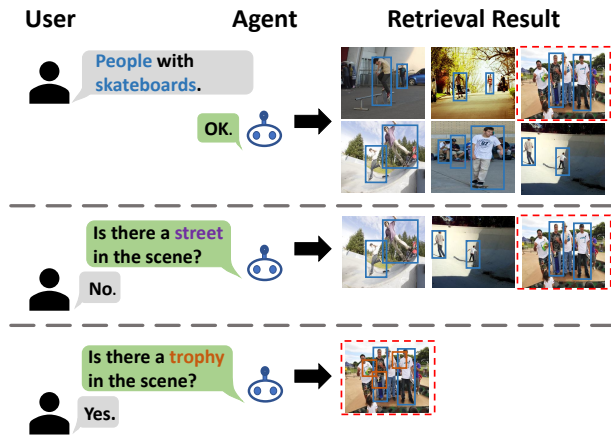 User
Agent
Retrieval Result
People with
skateboards.
OK.
Is there a street
in the scene?
No.
Is there a trophy
in the scene?
Yes.